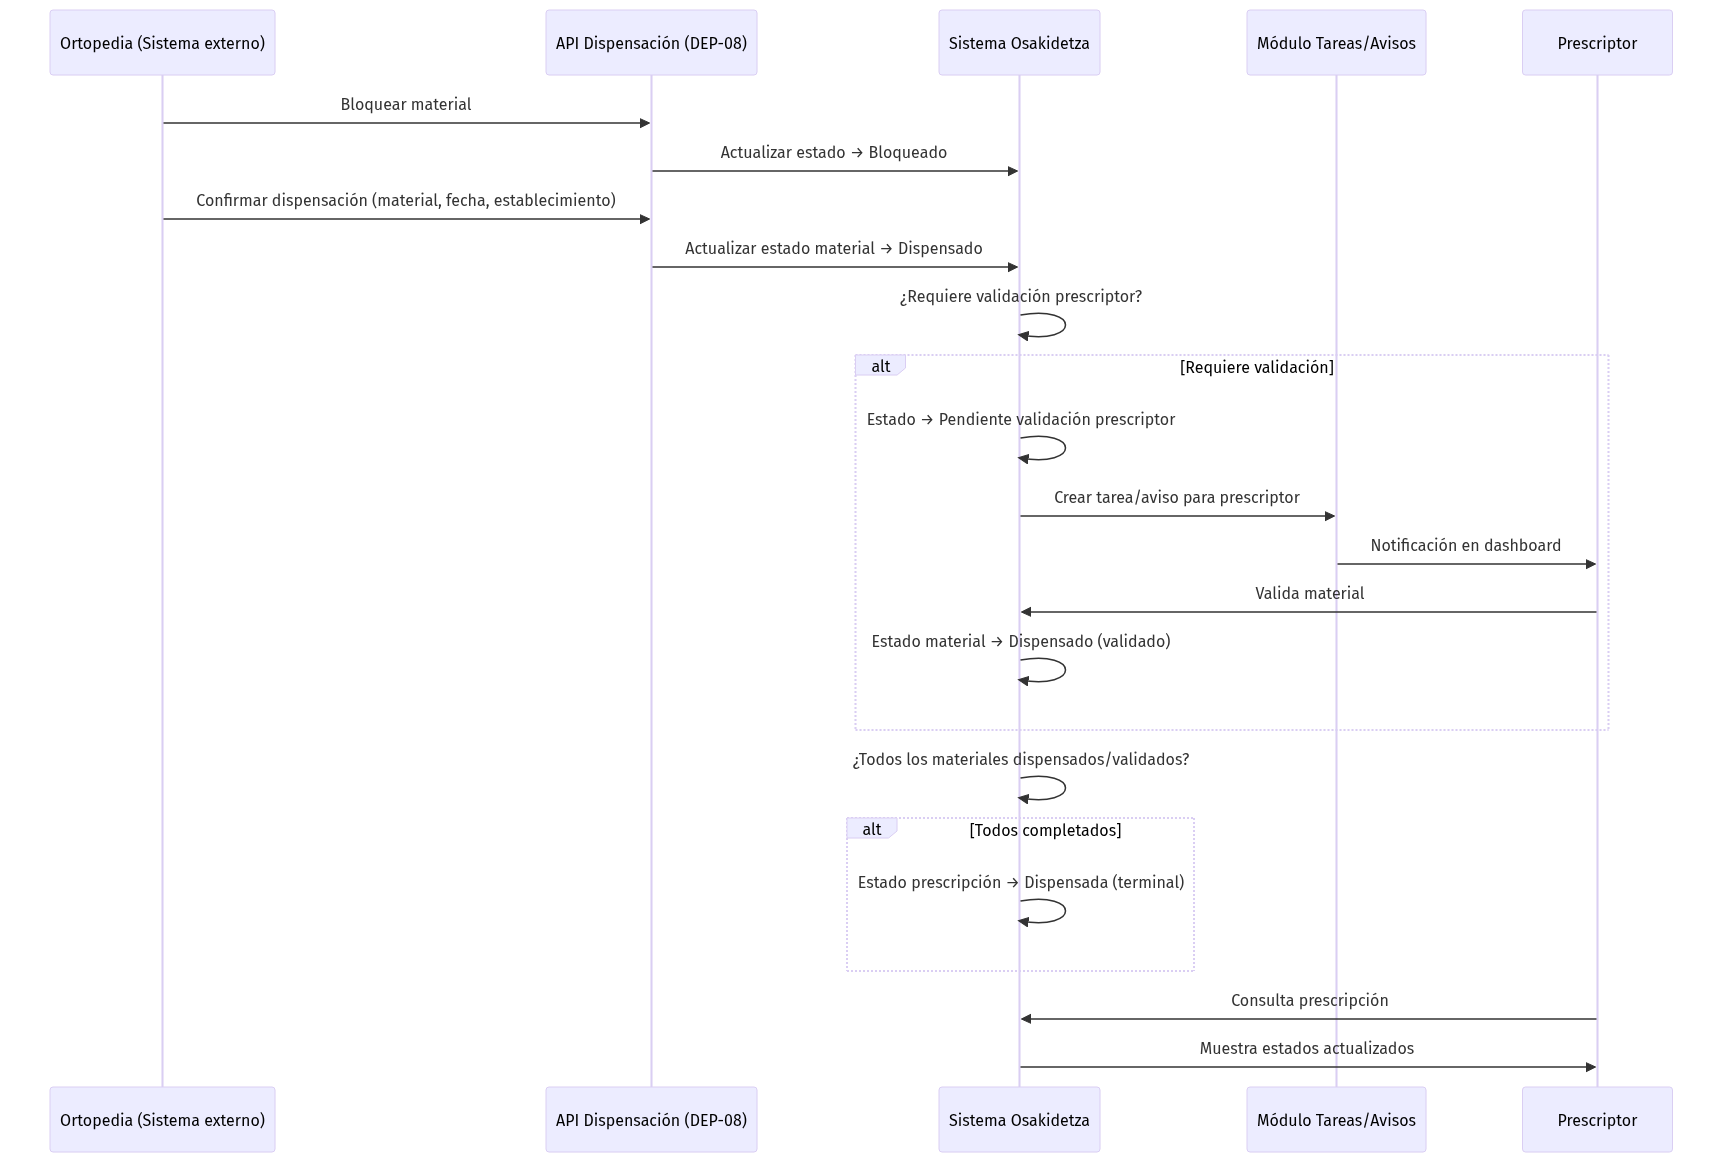 Ortopedia (Sistema externo)
API Dispensación (DEP-08)
Sistema Osakidetza
Módulo Tareas/Avisos
Prescriptor
Bloquear material
Actualizar estado → Bloqueado
Confirmar dispensación (material, fecha, establecimiento)
Actualizar estado material → Dispensado
¿Requiere validación prescriptor?
alt
[Requiere validación]
Estado → Pendiente validación prescriptor
Crear tarea/aviso para prescriptor
Notificación en dashboard
Valida material
Estado material → Dispensado (validado)
¿Todos los materiales dispensados/validados?
alt
[Todos completados]
Estado prescripción → Dispensada (terminal)
Consulta prescripción
Muestra estados actualizados
Ortopedia (Sistema externo)
API Dispensación (DEP-08)
Sistema Osakidetza
Módulo Tareas/Avisos
Prescriptor